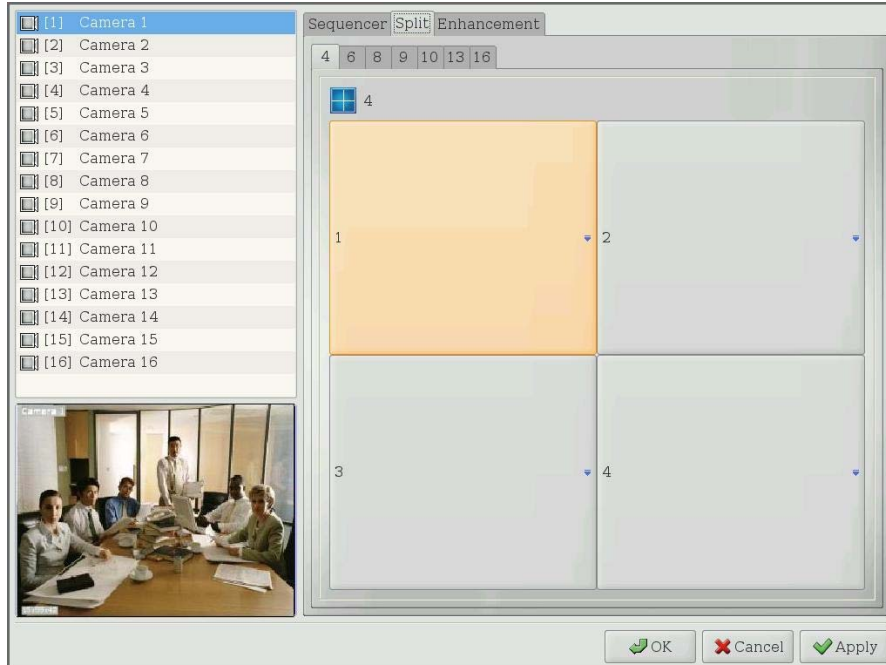 [1] Camera 1
[2] Camera 2
[3] Camera 3
[4] Camera 4
[5] Camera 5
[6] Camera 6
[7] Camera 7
[8] Camera 8
[9] Camera 9
[10] Camera 10
[11] Camera 11
[12] Camera 12
[13] Camera 13
[14] Camera 14
[15] Camera 15
[16] Camera 16
Camera 1
Sequencer Split Enhancement
4 6 8 9 10 13 16
4
1 2
3 4
OK Cancel Apply